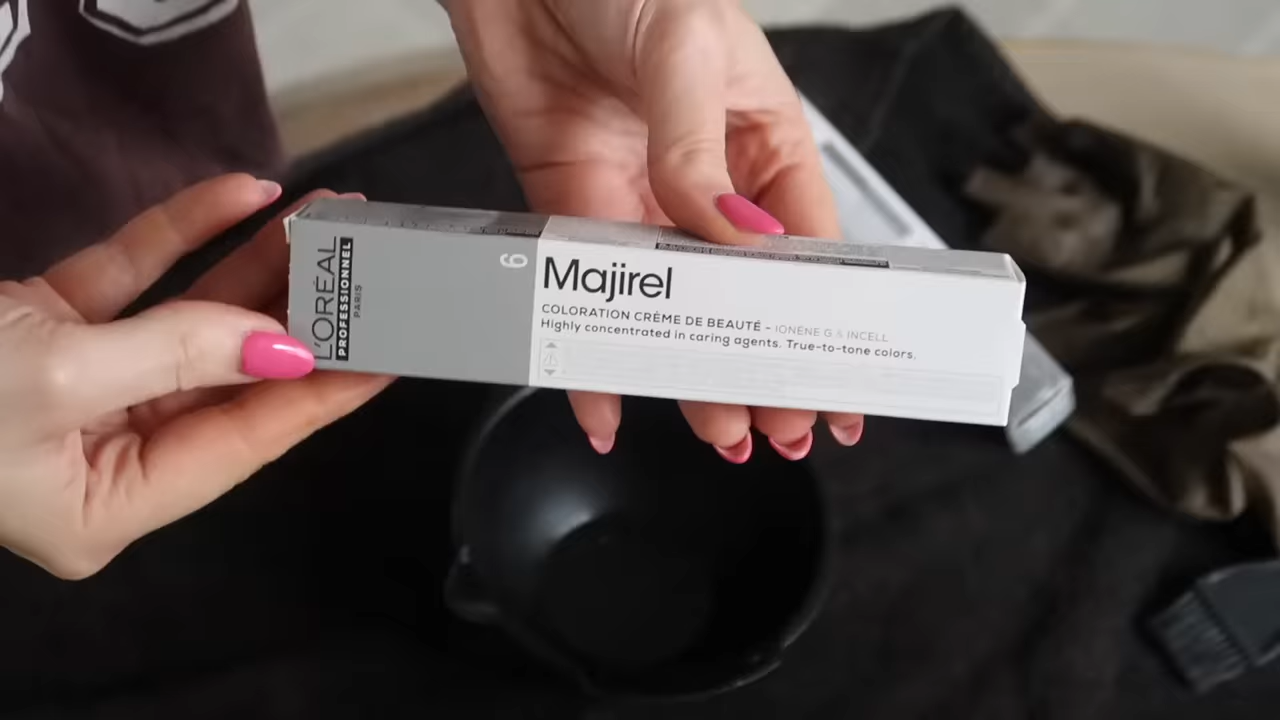 L'ORÉAL
PROFESSIONNEL
PARIS
6
Majirel
COLORATION CRÈME DE BEAUTÉ - IONÈNE G & INCELL
Highly concentrated in caring agents. True-to-tone colors.